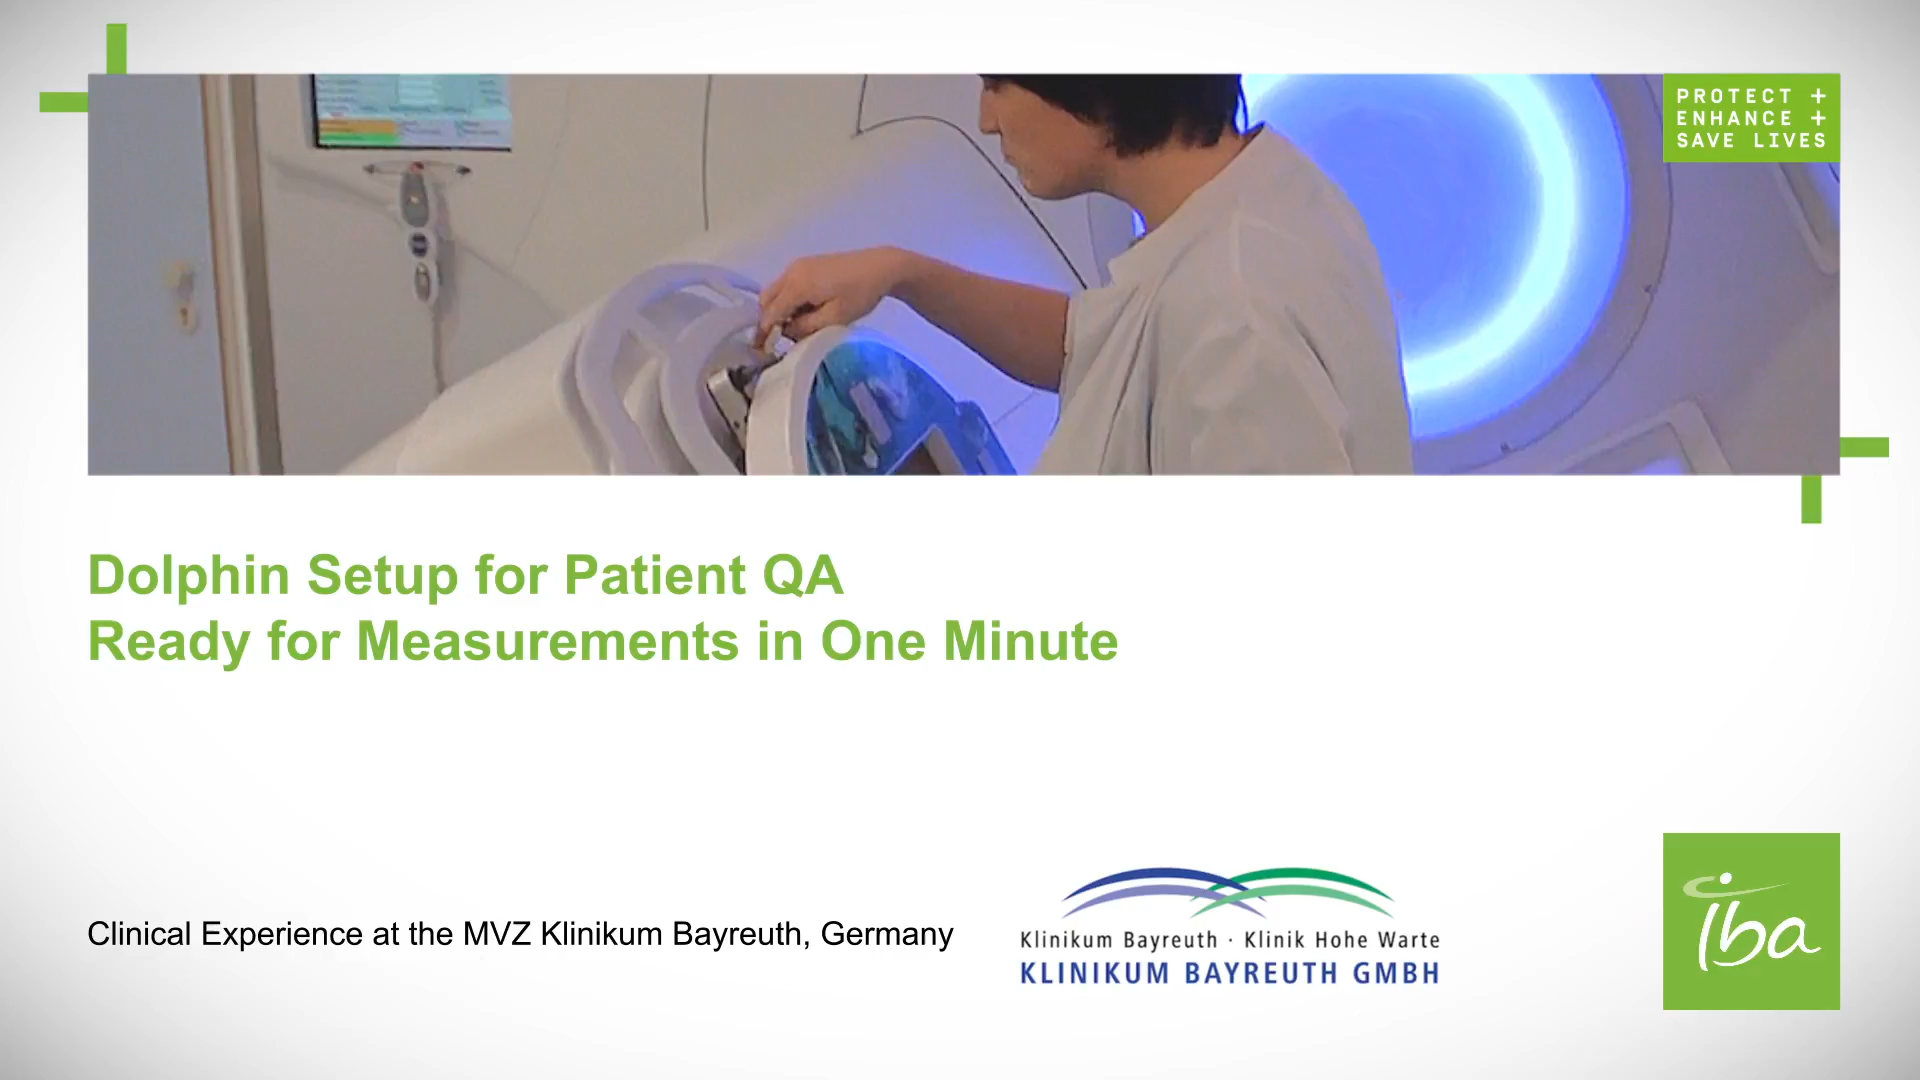 PROTECT +
ENHANCE +
SAVE LIVES
Dolphin Setup for Patient QA
Ready for Measurements in One Minute
Clinical Experience at the MVZ Klinikum Bayreuth, Germany
Klinikum Bayreuth · Klinik Hohe Warte
KLINIKUM BAYREUTH GMBH
iba